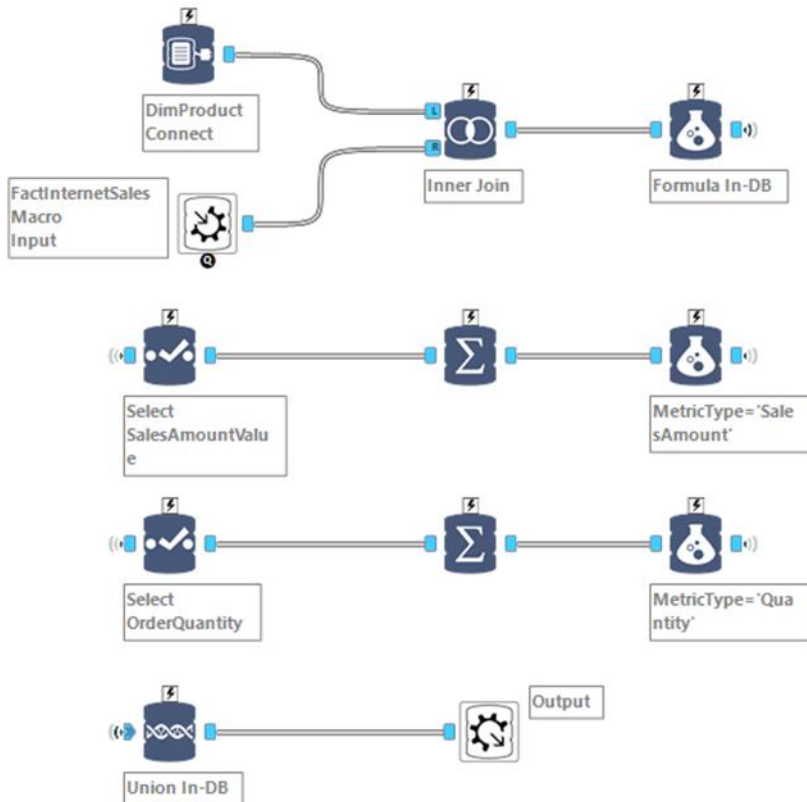 DimProduct
Connect
L
R
Inner Join
Formula In-DB
FactInternetSales
Macro
Input
Q
Select
SalesAmountValu
e
Σ
MetricType='Sale
sAmount'
Select
OrderQuantity
Σ
MetricType='Qua
ntity'
Union In-DB
Output